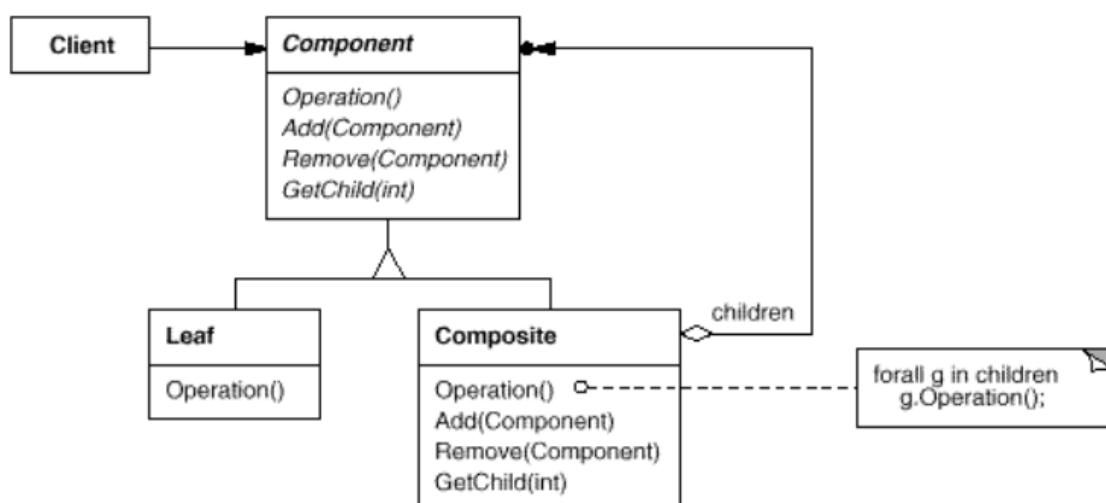 Client
Component
Operation()
Add(Component)
Remove(Component)
GetChild(int)
Leaf
Operation()
Composite
Operation()
Add(Component)
Remove(Component)
GetChild(int)
children
forall g in children
g.Operation();